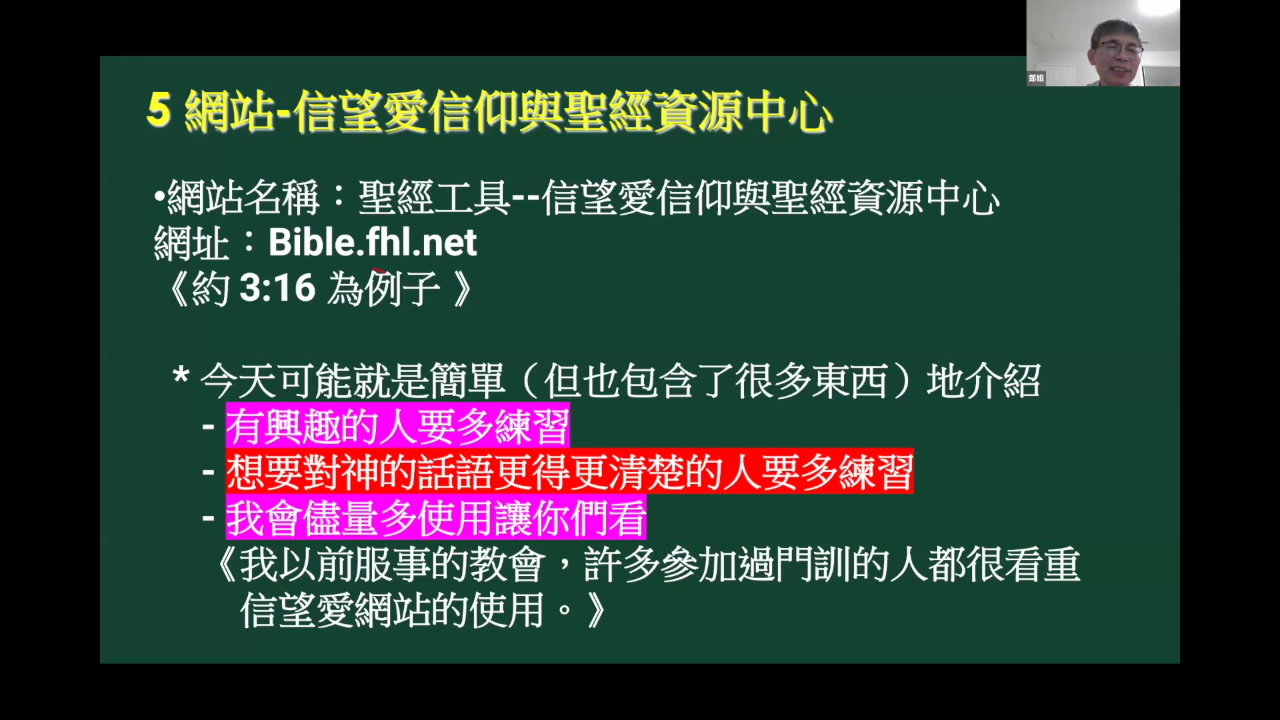 5 網站-信望愛信仰與聖經資源中心
•網站名稱：聖經工具--信望愛信仰與聖經資源中心
網址：Bible.fhl.net
《約 3:16 為例子 》
* 今天可能就是簡單（但也包含了很多東西）地介紹
- 有興趣的人要多練習
- 想要對神的話語更得更清楚的人要多練習
- 我會儘量多使用讓你們看
《我以前服事的教會，許多參加過門訓的人都很看重
信望愛網站的使用。》